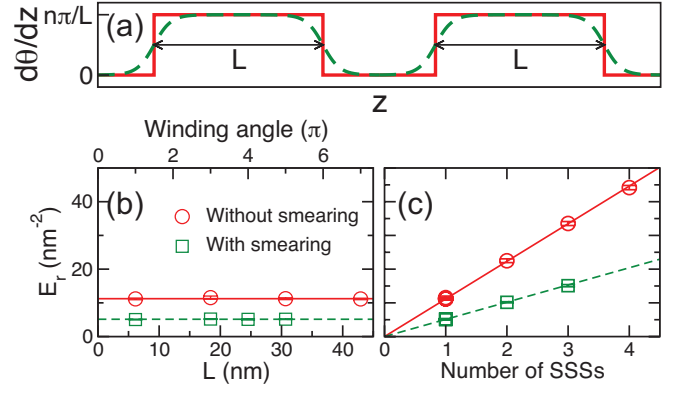 nπ/L
(a)
dθ/dz
L
L
0
z
Winding angle (π)
0 2 4 6
(b)
(c)
Without smearing
With smearing
E_r (nm⁻²)
40
20
0
0 10 20 30 40
0 1 2 3 4
L (nm)
Number of SSSs